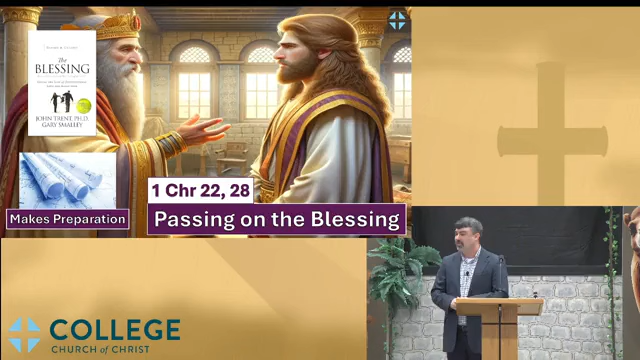 The
BLESSING
JOHN TRENT, PH.D.
GARY SMALLEY
1 Chr 22, 28
Makes Preparation
Passing on the Blessing
COLLEGE
CHURCH of CHRIST